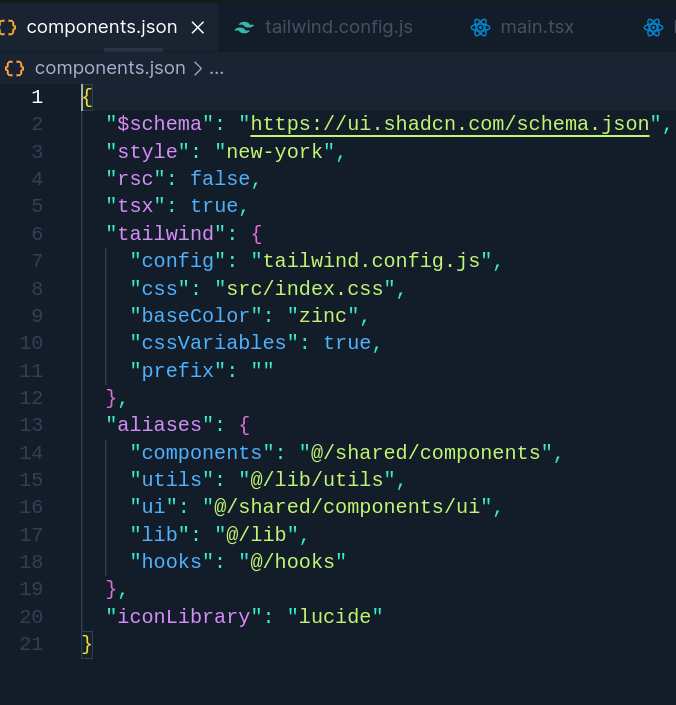 components.json
tailwind.config.js
main.tsx
components.json > ...
1 {
2   "$schema": "https://ui.shadcn.com/schema.json",
3   "style": "new-york",
4   "rsc": false,
5   "tsx": true,
6   "tailwind": {
7     "config": "tailwind.config.js",
8     "css": "src/index.css",
9     "baseColor": "zinc",
10     "cssVariables": true,
11     "prefix": ""
12   },
13   "aliases": {
14     "components": "@/shared/components",
15     "utils": "@/lib/utils",
16     "ui": "@/shared/components/ui",
17     "lib": "@/lib",
18     "hooks": "@/hooks"
19   },
20   "iconLibrary": "lucide"
21 }